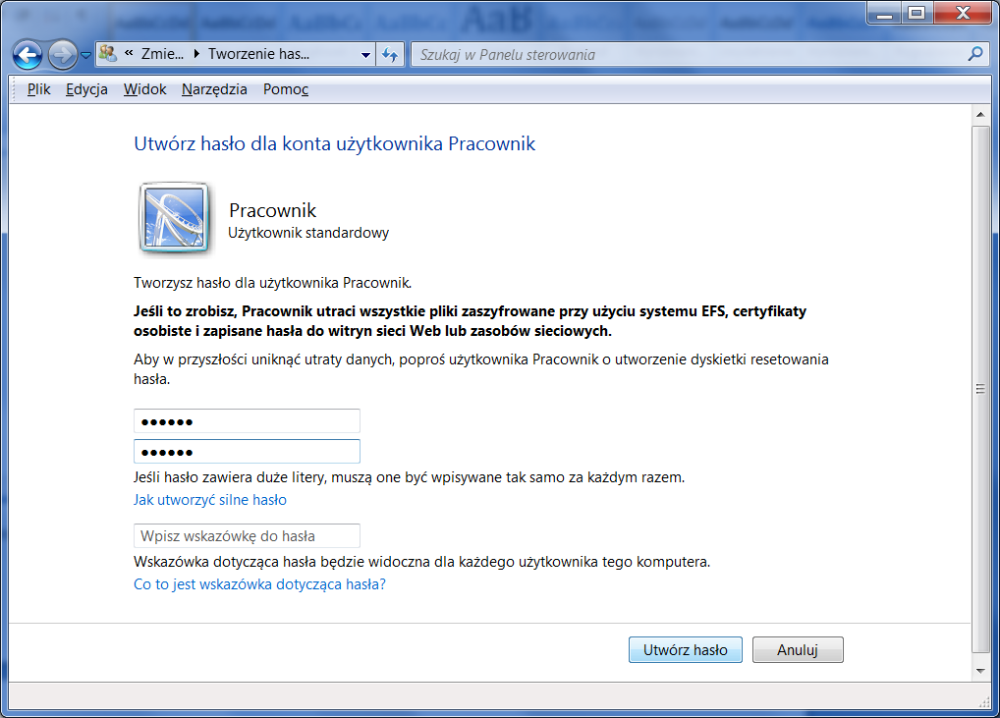 « Zmie... Tworzenie has... Szukaj w Panelu sterowania
Plik Edycja Widok Narzędzia Pomoc
Utwórz hasło dla konta użytkownika Pracownik
Pracownik
Użytkownik standardowy
Tworzysz hasło dla użytkownika Pracownik.
Jeśli to zrobisz, Pracownik utraci wszystkie pliki zaszyfrowane przy użyciu systemu EFS, certyfikaty
osobiste i zapisane hasła do witryn sieci Web lub zasobów sieciowych.
Aby w przyszłości uniknąć utraty danych, poproś użytkownika Pracownik o utworzenie dyskietki resetowania
hasła.
●●●●●●
●●●●●●
Jeśli hasło zawiera duże litery, muszą one być wpisywane tak samo za każdym razem.
Jak utworzyć silne hasło
Wpisz wskazówkę do hasła
Wskazówka dotycząca hasła będzie widoczna dla każdego użytkownika tego komputera.
Co to jest wskazówka dotycząca hasła?
Utwórz hasło Anuluj